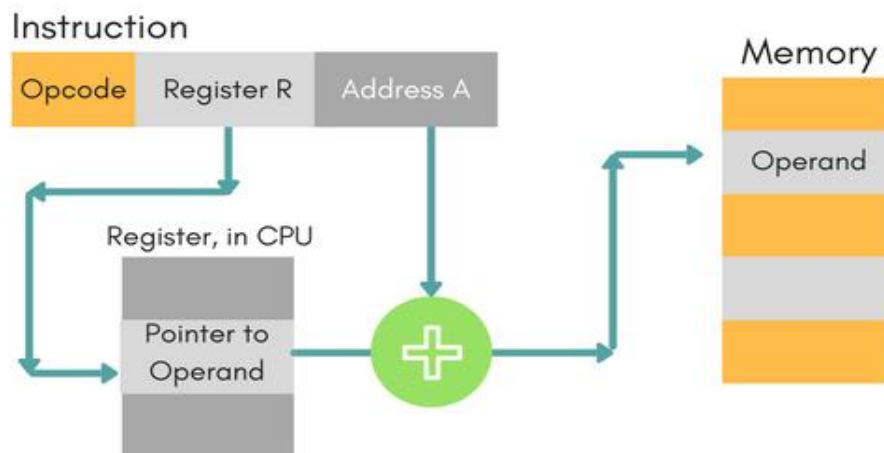 Instruction
Memory
Opcode Register R Address A
Operand
Register, in CPU
Pointer to
Operand